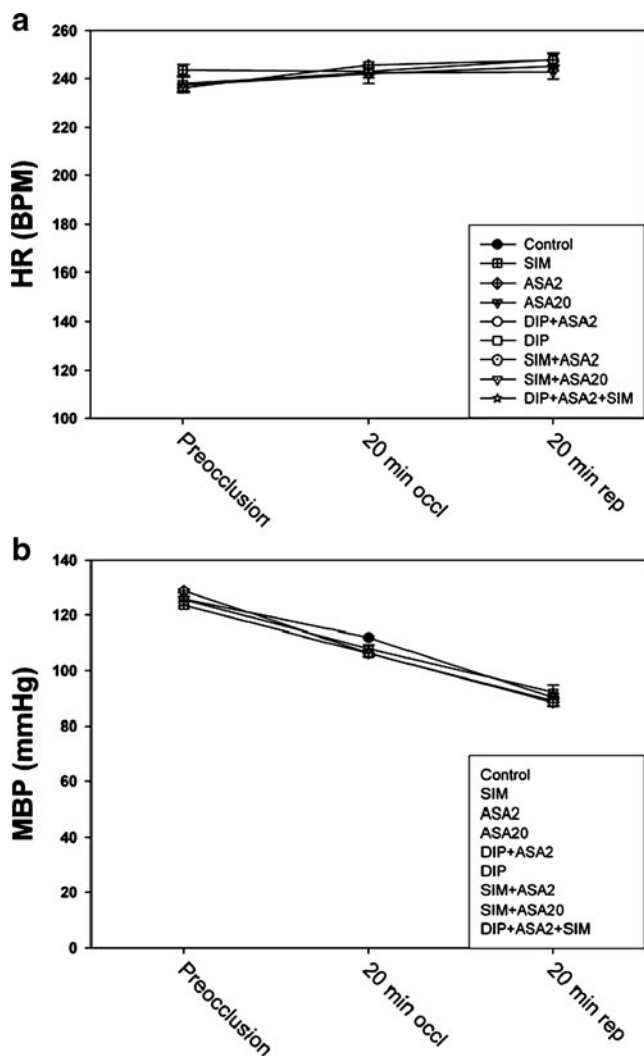 a
260
240
220
200
180
160
140
120
100
HR (BPM)
Control
SIM
ASA2
ASA20
DIP+ASA2
DIP
SIM+ASA2
SIM+ASA20
DIP+ASA2+SIM
Preocclusion
20 min occl
20 min rep
b
140
120
100
80
60
40
20
0
MBP (mmHg)
Control
SIM
ASA2
ASA20
DIP+ASA2
DIP
SIM+ASA2
SIM+ASA20
DIP+ASA2+SIM
Preocclusion
20 min occl
20 min rep